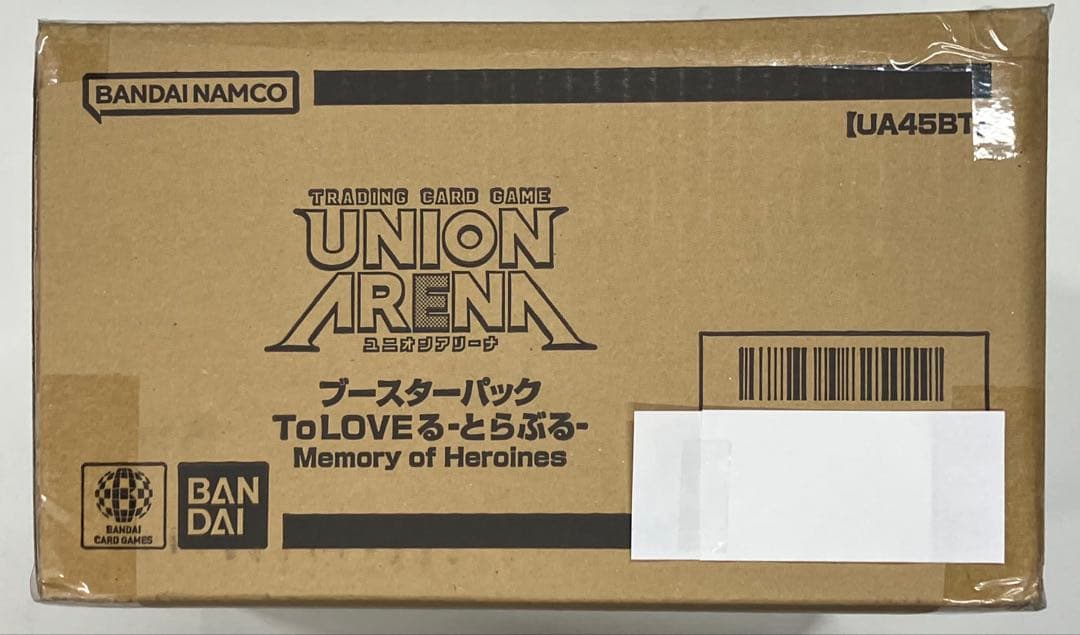 BANDAI NAMCO
【UA45BT】
TRADING CARD GAME
UNION
ARENA
ユニオンアリーナ
ブースターパック
To LOVEる-とらぶる-
Memory of Heroines
BANDAI
CARD GAMES
BAN
DAI